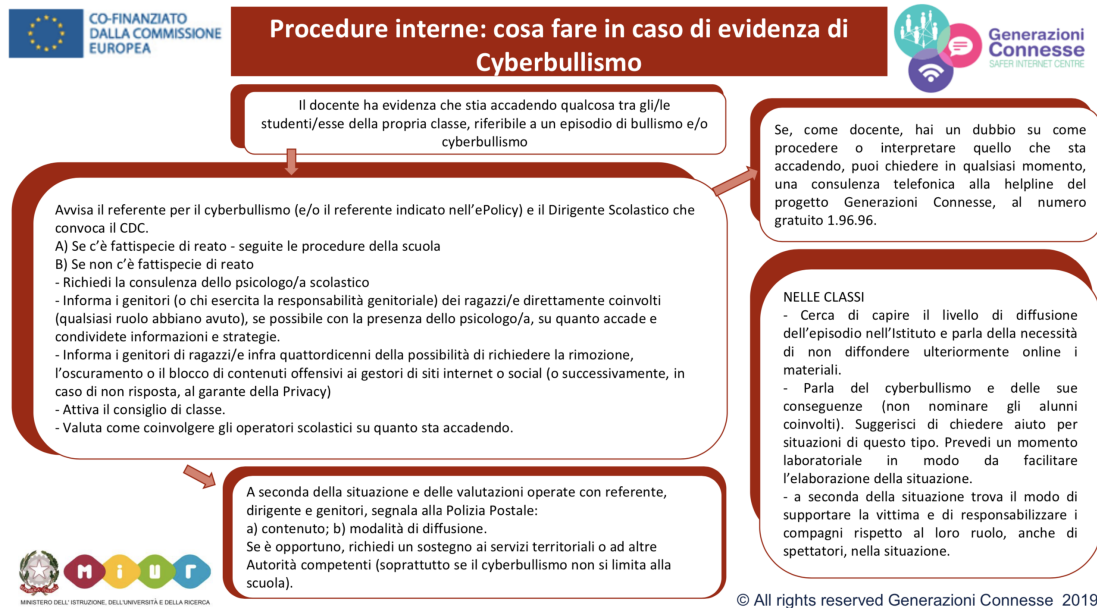 CO-FINANZIATO
DALLA COMMISSIONE
EUROPEA
Procedure interne: cosa fare in caso di evidenza di
Cyberbullismo
Generazioni
Connesse
SAFER INTERNET CENTRE
Il docente ha evidenza che stia accadendo qualcosa tra gli/le
studenti/esse della propria classe, riferibile a un episodio di bullismo e/o
cyberbullismo
Se, come docente, hai un dubbio su come
procedere o interpretare quello che sta
accadendo, puoi chiedere in qualsiasi momento,
una consulenza telefonica alla helpline del
progetto Generazioni Connesse, al numero
gratuito 1.96.96.
Avvisa il referente per il cyberbullismo (e/o il referente indicato nell'ePolicy) e il Dirigente Scolastico che
convoca il CDC.
A) Se c'è fattispecie di reato - seguite le procedure della scuola
B) Se non c'è fattispecie di reato
- Richiedi la consulenza dello psicologo/a scolastico
- Informa i genitori (o chi esercita la responsabilità genitoriale) dei ragazzi/e direttamente coinvolti
(qualsiasi ruolo abbiano avuto), se possibile con la presenza dello psicologo/a, su quanto accade e
condividete informazioni e strategie.
- Informa i genitori di ragazzi/e infra quattordicenni della possibilità di richiedere la rimozione,
l'oscuramento o il blocco di contenuti offensivi ai gestori di siti internet o social (o successivamente, in
caso di non risposta, al garante della Privacy)
- Attiva il consiglio di classe.
- Valuta come coinvolgere gli operatori scolastici su quanto sta accadendo.
NELLE CLASSI
- Cerca di capire il livello di diffusione
dell'episodio nell'Istituto e parla della necessità
di non diffondere ulteriormente online i
materiali.
- Parla del cyberbullismo e delle sue
conseguenze (non nominare gli alunni
coinvolti). Suggerisci di chiedere aiuto per
situazioni di questo tipo. Prevedi un momento
laboratoriale in modo da facilitare
l'elaborazione della situazione.
- a seconda della situazione trova il modo di
supportare la vittima e di responsabilizzare i
compagni rispetto al loro ruolo, anche di
spettatori, nella situazione.
A seconda della situazione e delle valutazioni operate con referente,
dirigente e genitori, segnala alla Polizia Postale:
a) contenuto; b) modalità di diffusione.
Se è opportuno, richiedi un sostegno ai servizi territoriali o ad altre
Autorità competenti (soprattutto se il cyberbullismo non si limita alla
scuola).
miur
MINISTERO DELL' ISTRUZIONE, DELL'UNIVERSITÀ E DELLA RICERCA
© All rights reserved Generazioni Connesse 2019